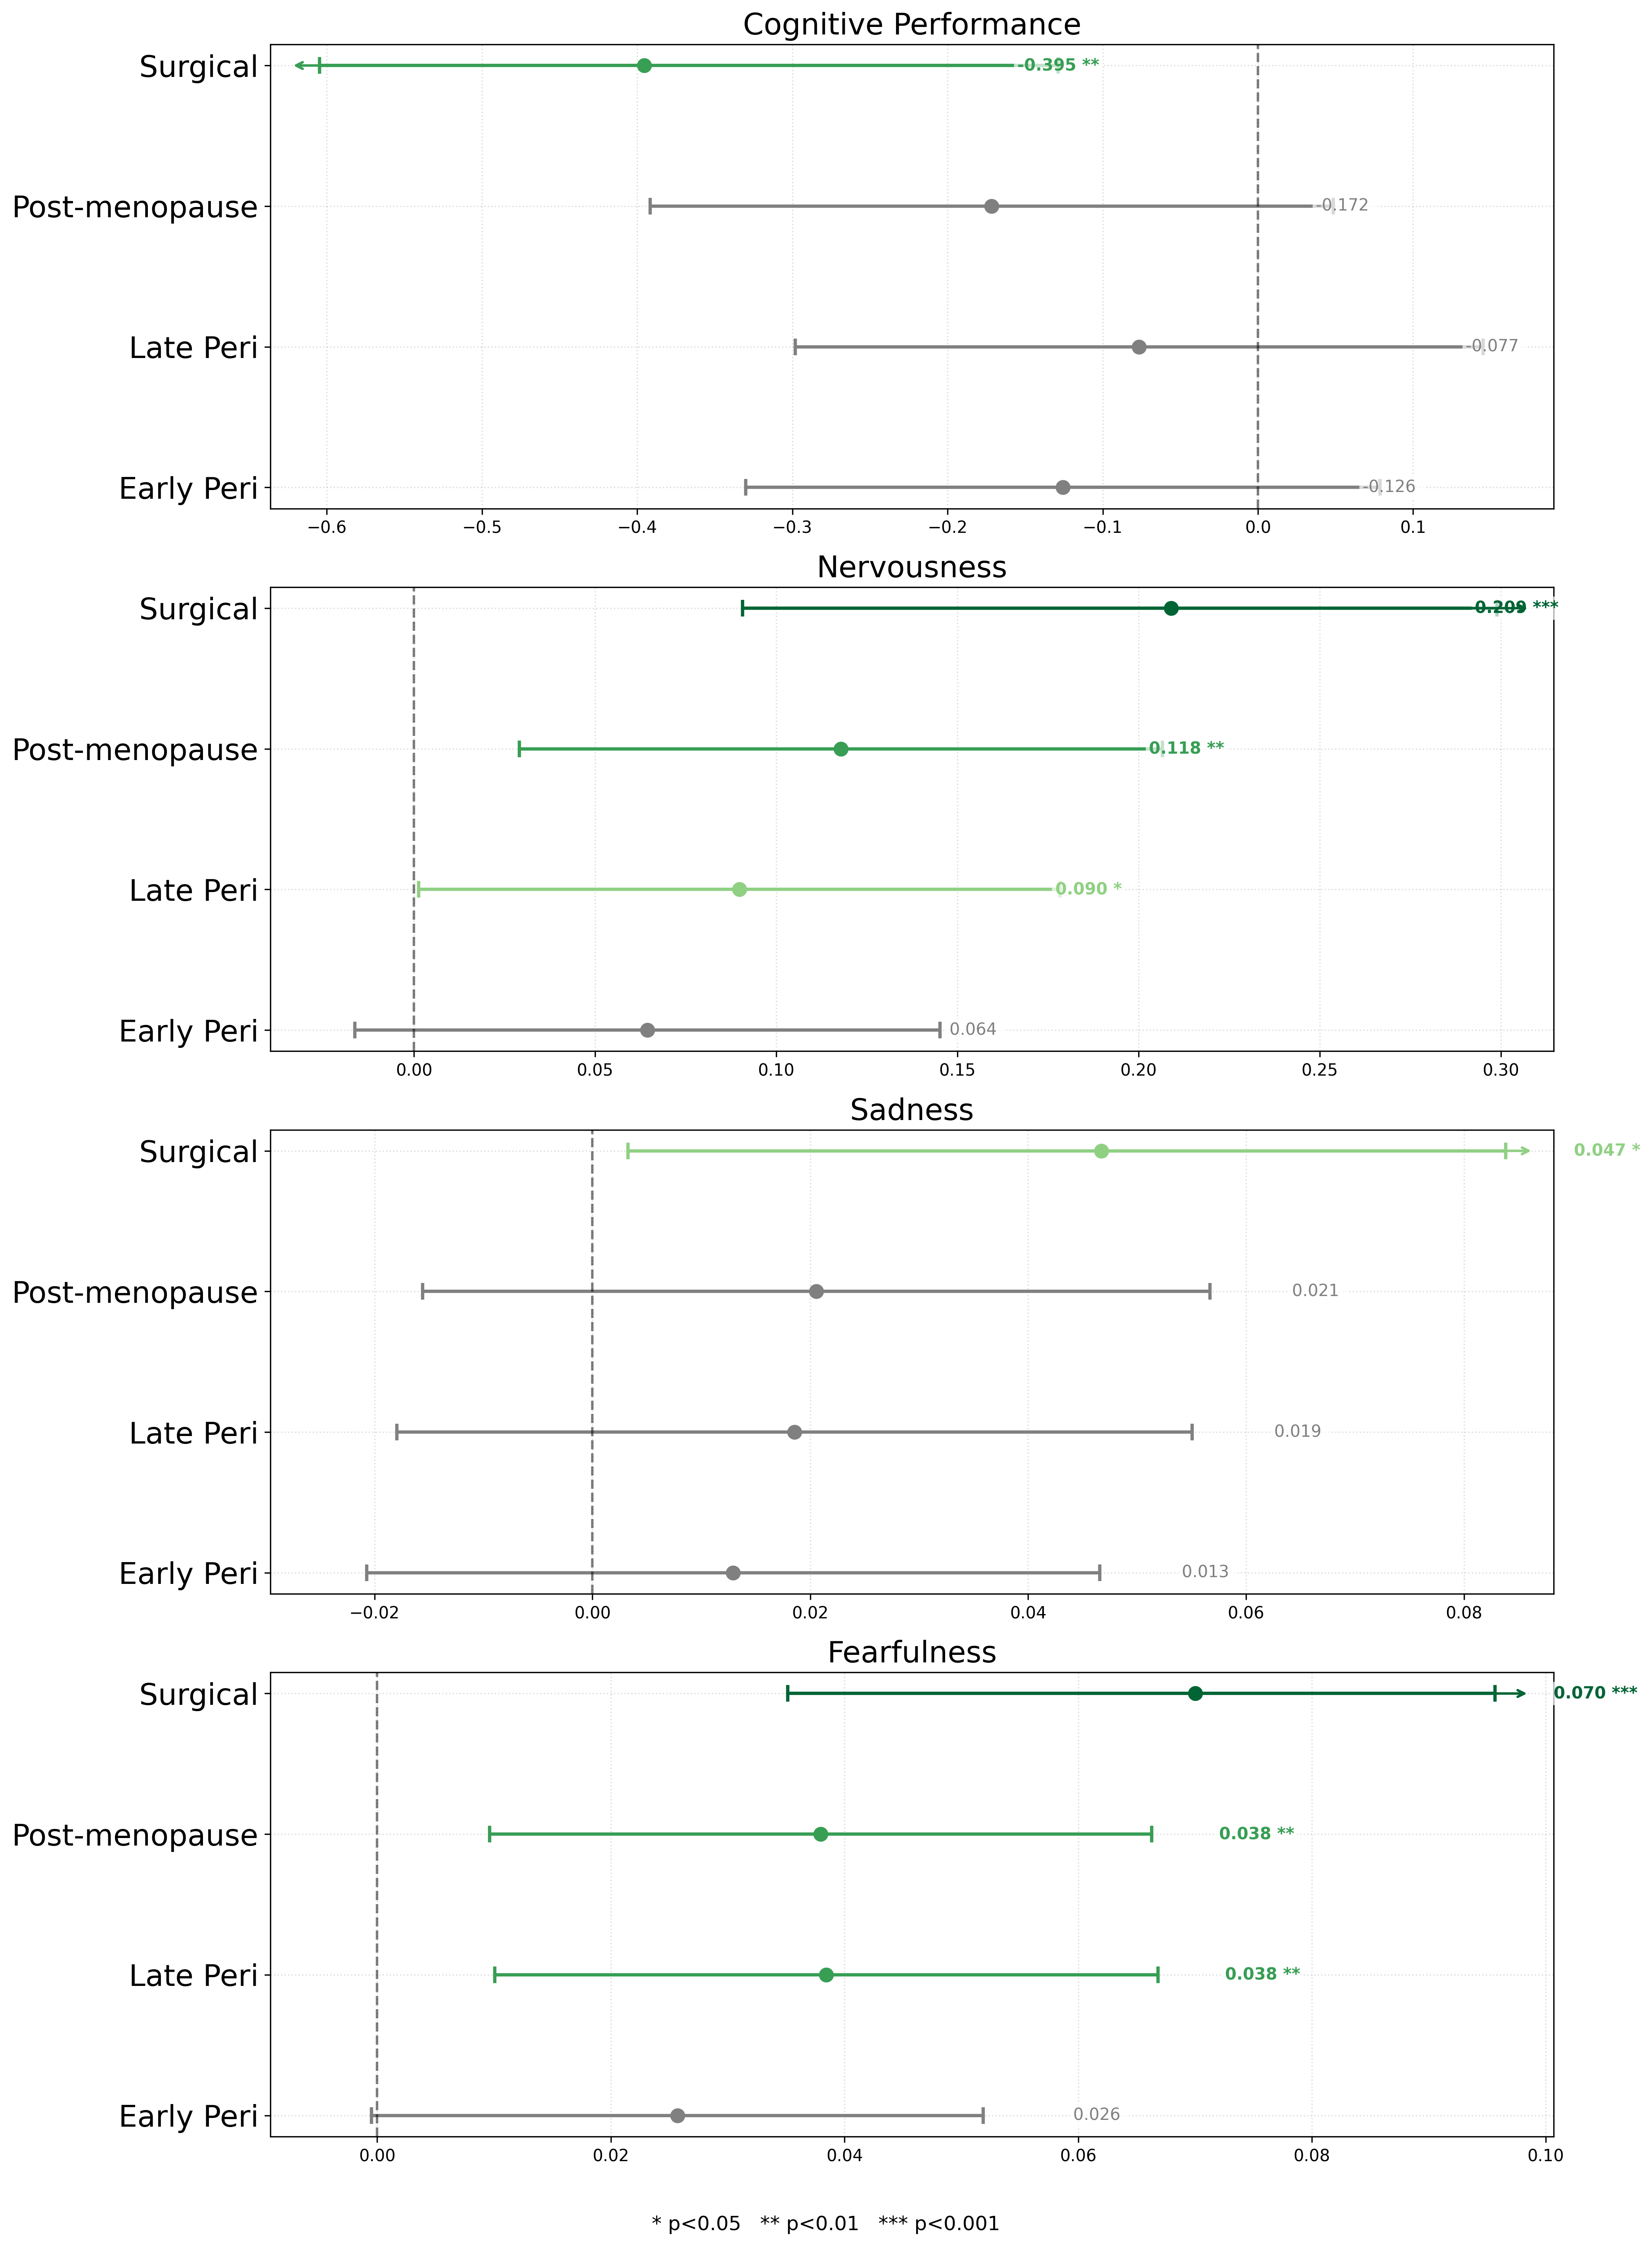 Cognitive Performance
Surgical
-0.395 **
Post-menopause
-0.172
Late Peri
-0.077
Early Peri
-0.126
−0.6 −0.5 −0.4 −0.3 −0.2 −0.1 0.0 0.1
Nervousness
Surgical
0.209 ***
Post-menopause
0.118 **
Late Peri
0.090 *
Early Peri
0.064
0.00 0.05 0.10 0.15 0.20 0.25 0.30
Sadness
Surgical
0.047 *
Post-menopause
0.021
Late Peri
0.019
Early Peri
0.013
−0.02 0.00 0.02 0.04 0.06 0.08
Fearfulness
Surgical
0.070 ***
Post-menopause
0.038 **
Late Peri
0.038 **
Early Peri
0.026
0.00 0.02 0.04 0.06 0.08 0.10
* p<0.05 ** p<0.01 *** p<0.001